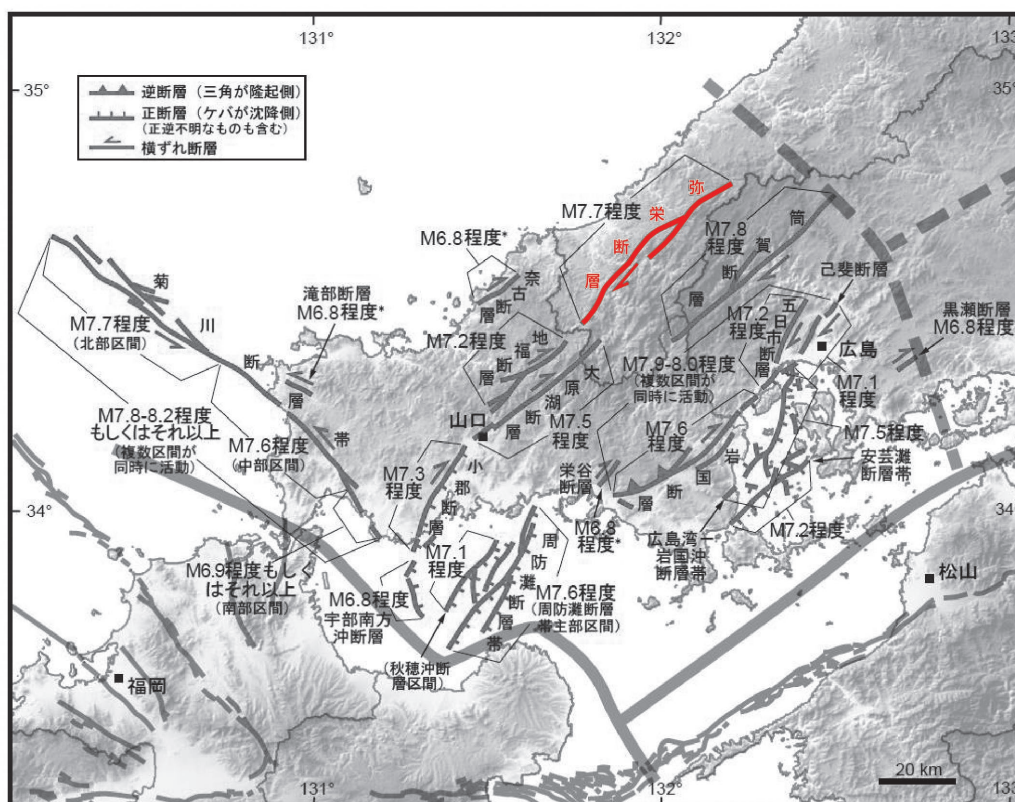 131°
132°
133
35°
35°
逆断層（三角が隆起側）
正断層（ケバが沈降側）
（正逆不明なものも含む）
横ずれ断層
弥栄断層
M7.7程度
筒賀断層
M7.8
程度
M6.8程度*
奈古断層
己斐断層
菊川断層帯
滝部断層
M6.8程度*
M7.7程度
（北部区間）
M7.2程度
地福断層
大原湖断層
M7.2
程度
五日市断層
広島
黒瀬断層
M6.8程度
M7.9-8.0程度
（複数区間が
同時に活動）
M7.1
程度
M7.8-8.2程度
もしくはそれ以上
（複数区間が
同時に活動）
M7.6程度
（中部区間）
山口
M7.5
程度
M7.6
程度
岩国断層
M7.5程度
安芸灘
断層帯
M7.3
程度
小郡断層
栄谷
断層
M6.8
程度*
M7.2程度
広島湾ー
岩国沖
断層帯
34°
34
M6.9程度もしく
はそれ以上
（南部区間）
M7.1
程度
周防灘断層帯
M6.8程度
宇部南方
沖断層
M7.6程度
（周防灘断層
帯主部区間）
（秋穂沖断
層区間）
松山
福岡
20 km
131°
132°
133